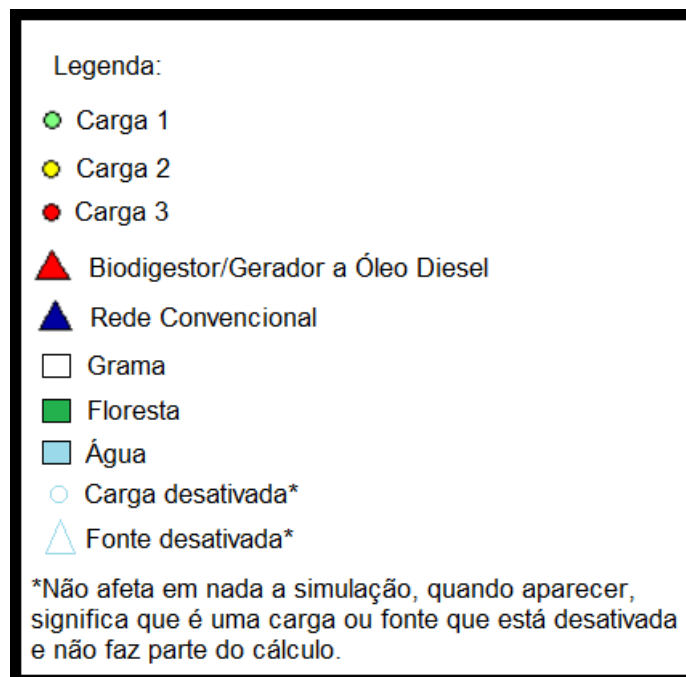 Legenda:
Carga 1
Carga 2
Carga 3
Biodigestor/Gerador a Óleo Diesel
Rede Convencional
Grama
Floresta
Água
Carga desativada*
Fonte desativada*
*Não afeta em nada a simulação, quando aparecer,
significa que é uma carga ou fonte que está desativada
e não faz parte do cálculo.